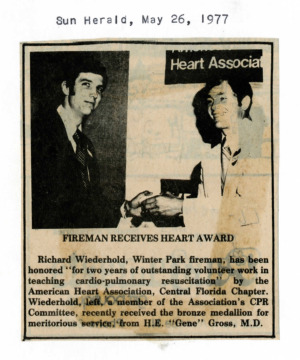 Sun Herald, May 26, 1977
Heart Associat
FIREMAN RECEIVES HEART AWARD
Richard Wiederhold, Winter Park fireman, has been
honored "for two years of outstanding volunteer work in
teaching cardio-pulmonary resuscitation" by the
American Heart Association, Central Florida Chapter.
Wiederhold, left, a member of the Association's CPR
Committee, recently received the bronze medallion for
meritorious service, from H.E. "Gene" Gross, M.D.